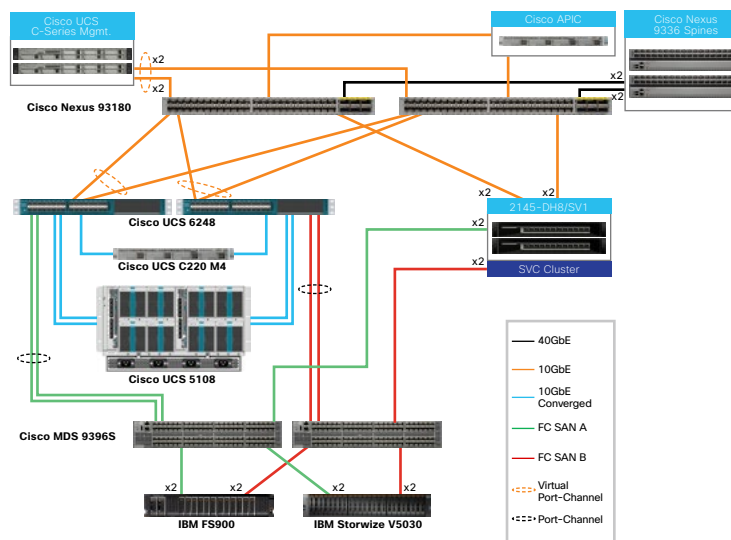 Cisco UCS
C-Series Mgmt.
Cisco APIC
Cisco Nexus
9336 Spines
x2
x2
x2
x2
Cisco Nexus 93180
x2
x2
2145-DH8/SV1
x2
x2
SVC Cluster
Cisco UCS 6248
Cisco UCS C220 M4
Cisco UCS 5108
Cisco MDS 9396S
x2
x2
x2
x2
IBM FS900
IBM Storwize V5030
40GbE
10GbE
10GbE
Converged
FC SAN A
FC SAN B
Virtual
Port-Channel
Port-Channel